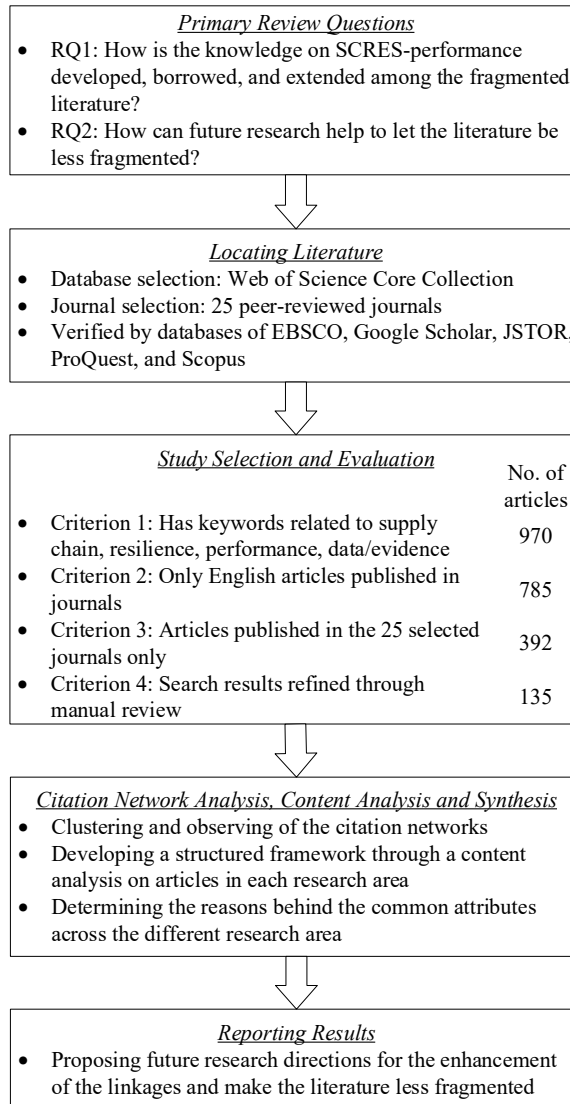 Primary Review Questions
• RQ1: How is the knowledge on SCRES-performance
developed, borrowed, and extended among the fragmented
literature?
• RQ2: How can future research help to let the literature be
less fragmented?
Locating Literature
• Database selection: Web of Science Core Collection
• Journal selection: 25 peer-reviewed journals
• Verified by databases of EBSCO, Google Scholar, JSTOR,
ProQuest, and Scopus
Study Selection and Evaluation
No. of
articles
• Criterion 1: Has keywords related to supply
chain, resilience, performance, data/evidence
970
• Criterion 2: Only English articles published in
journals
785
• Criterion 3: Articles published in the 25 selected
journals only
392
• Criterion 4: Search results refined through
manual review
135
Citation Network Analysis, Content Analysis and Synthesis
• Clustering and observing of the citation networks
• Developing a structured framework through a content
analysis on articles in each research area
• Determining the reasons behind the common attributes
across the different research area
Reporting Results
• Proposing future research directions for the enhancement
of the linkages and make the literature less fragmented